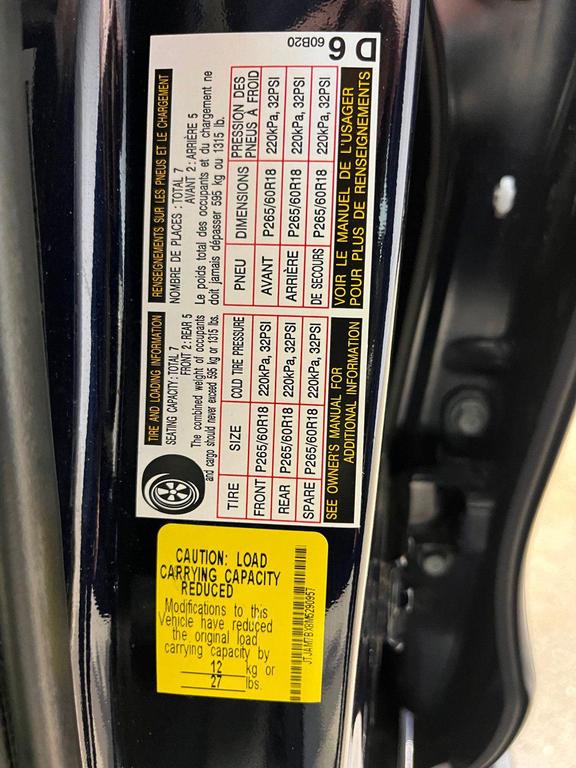 TIRE AND LOADING INFORMATION
SEATING CAPACITY: TOTAL 7
FRONT 2: REAR 5
The combined weight of occupants
and cargo should never exceed 595 kg or 1315 lbs.
TIRE SIZE COLD TIRE PRESSURE
FRONT P265/60R18 220kPa, 32PSI
REAR P265/60R18 220kPa, 32PSI
SPARE P265/60R18 220kPa, 32PSI
SEE OWNER'S MANUAL FOR
ADDITIONAL INFORMATION
RENSEIGNEMENTS SUR LES PNEUS ET LE CHARGEMENT
NOMBRE DE PLACES : TOTAL 7
AVANT 2 : ARRIÈRE 5
Le poids total des occupants et du chargement ne
doit jamais dépasser 595 kg ou 1315 lb.
PNEU DIMENSIONS PRESSION DES
PNEUS À FROID
AVANT P265/60R18 220kPa, 32PSI
ARRIÈRE P265/60R18 220kPa, 32PSI
DE SECOURS P265/60R18 220kPa, 32PSI
VOIR LE MANUEL DE L'USAGER
POUR PLUS DE RENSEIGNEMENTS
60B20
D 6
CAUTION: LOAD
CARRYING CAPACITY
REDUCED
Modifications to this
Vehicle have reduced
the original load
carrying capacity by
12 kg or
27 lbs.
JTJAM7BX8M5290957